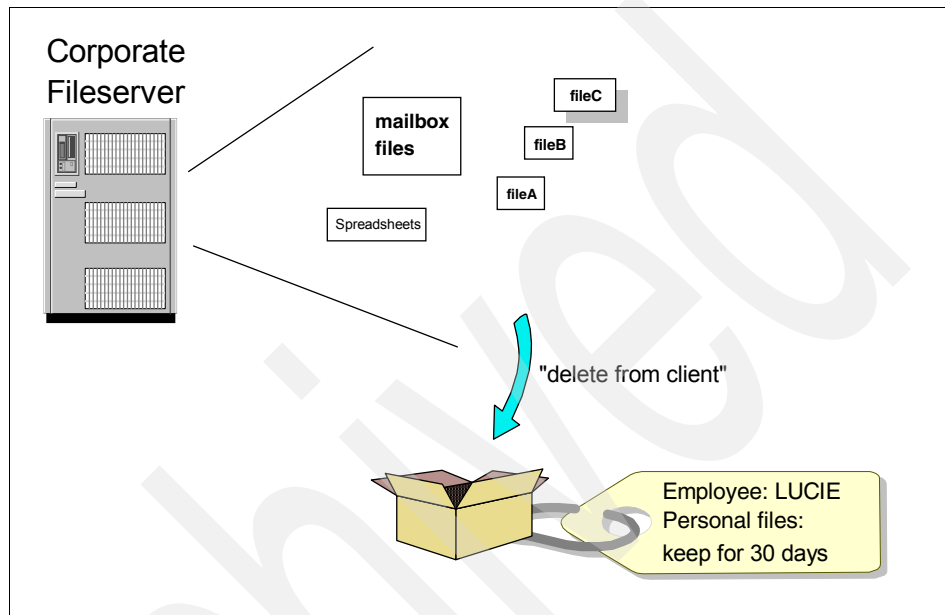 Corporate
Fileserver
mailbox
files
fileC
fileB
fileA
Spreadsheets
"delete from client"
Employee: LUCIE
Personal files:
keep for 30 days